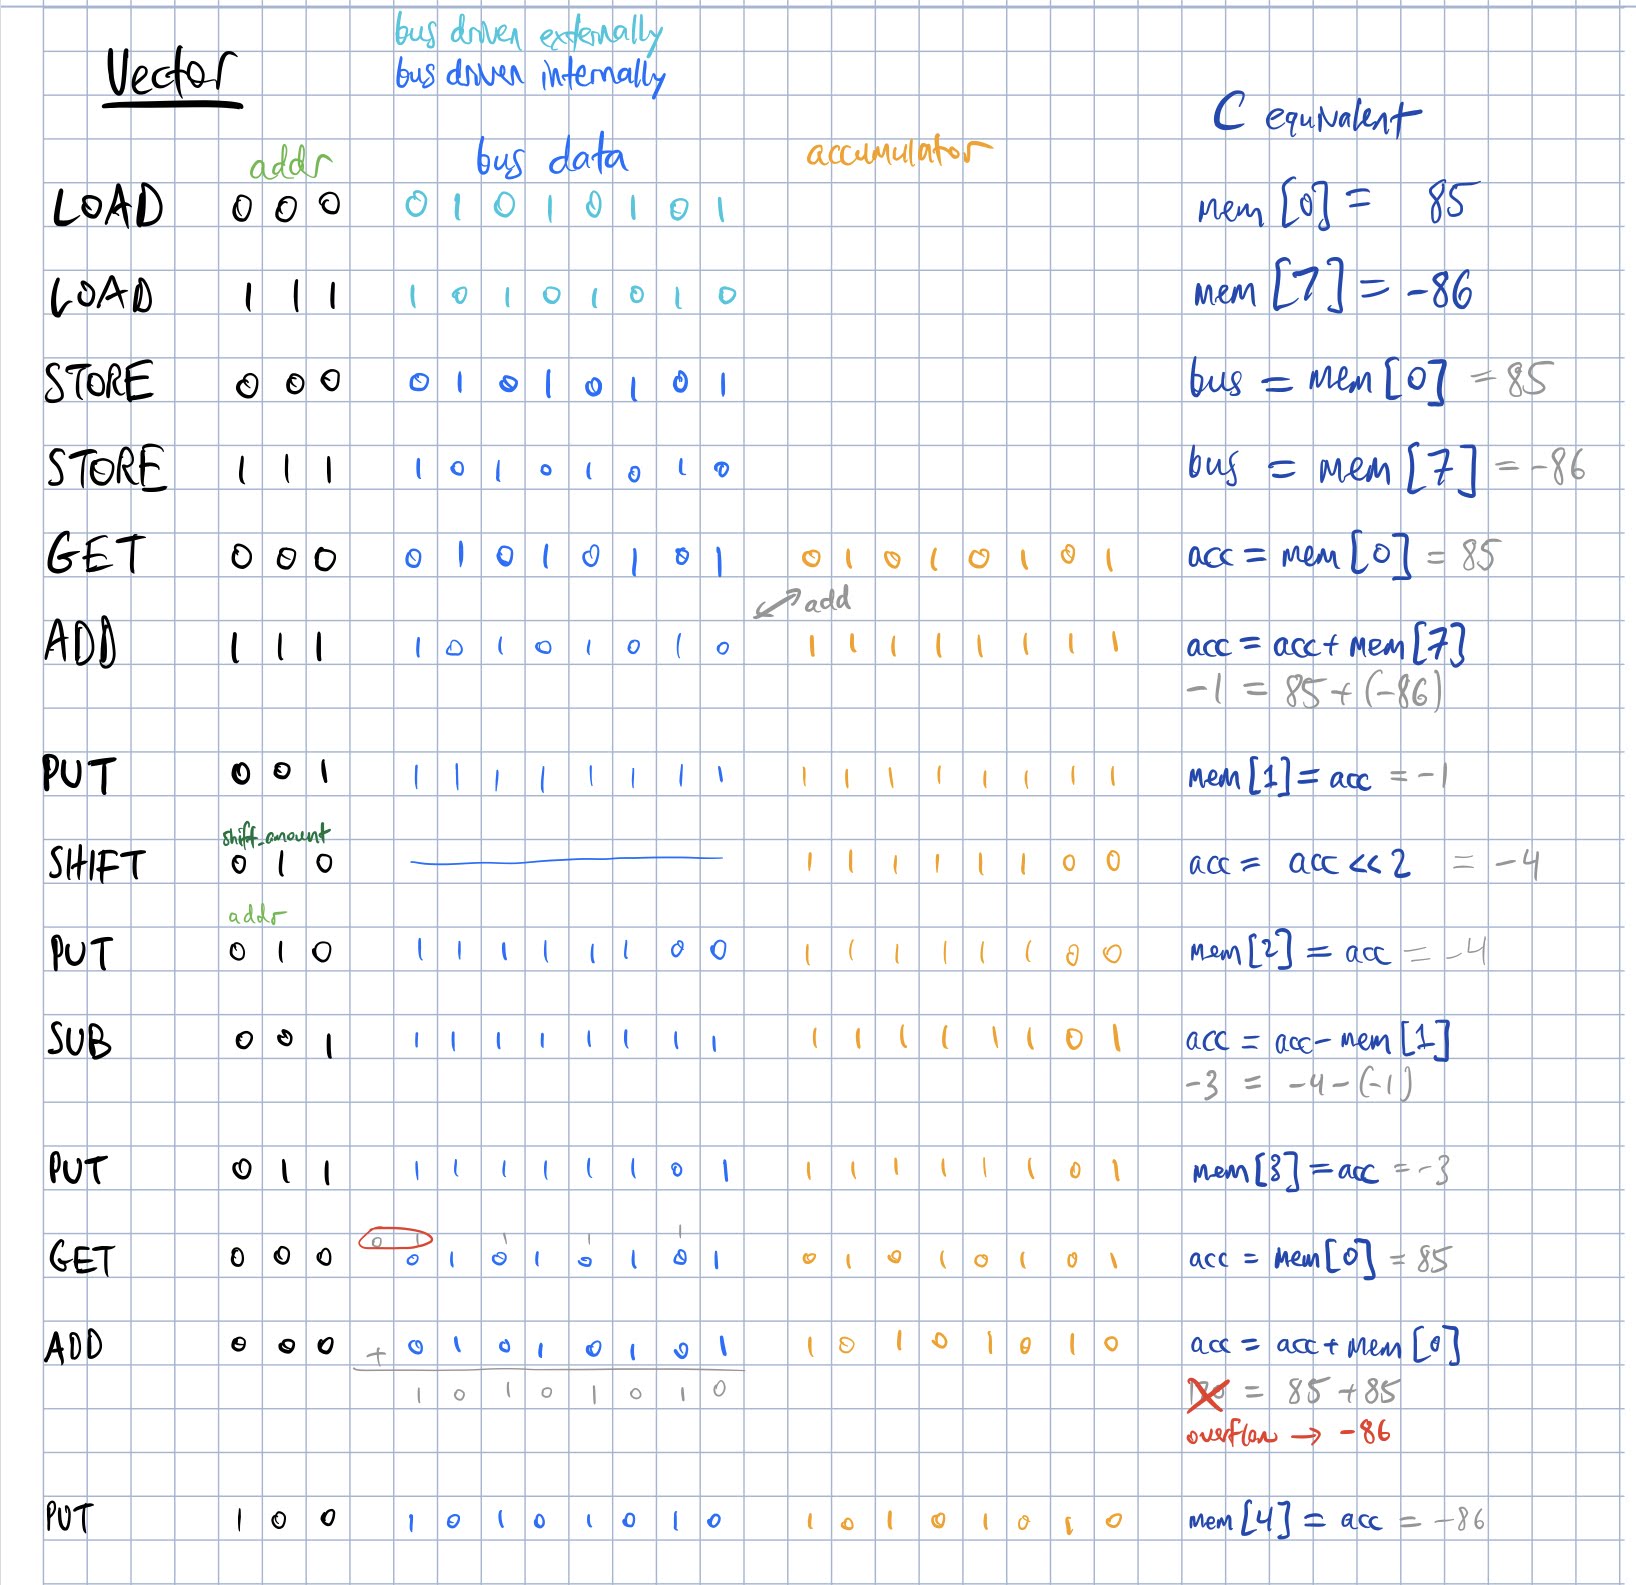 bus driven externally
Vector bus driven internally
C equivalent
addr bus data accumulator
LOAD 0 0 0 0 1 0 1 0 1 0 1 mem [0] = 85
LOAD 1 1 1 1 0 1 0 1 0 1 0 mem [7] = -86
STORE 0 0 0 0 1 0 1 0 1 0 1 bus = mem [0] = 85
STORE 1 1 1 1 0 1 0 1 0 1 0 bus = mem [7] = -86
GET 0 0 0 0 1 0 1 0 1 0 1 0 1 0 1 0 1 0 1 acc = mem [0] = 85
add
ADD 1 1 1 1 0 1 0 1 0 1 0 1 1 1 1 1 1 1 1 acc = acc + mem [7]
-1 = 85 + (-86)
PUT 0 0 1 1 1 1 1 1 1 1 1 1 1 1 1 1 1 1 1 mem [1] = acc = -1
shift_amount
SHIFT 0 1 0 1 1 1 1 1 1 0 0 acc = acc << 2 = -4
addr
PUT 0 1 0 1 1 1 1 1 1 0 0 1 1 1 1 1 1 0 0 mem [2] = acc = -4
SUB 0 0 1 1 1 1 1 1 1 1 1 1 1 1 1 1 1 0 1 acc = acc - mem [1]
-3 = -4 - (-1)
PUT 0 1 1 1 1 1 1 1 1 0 1 1 1 1 1 1 1 0 1 mem [3] = acc = -3
0 1 1 1 1
GET 0 0 0 0 1 0 1 0 1 0 1 0 1 0 1 0 1 0 1 acc = mem [0] = 85
ADD 0 0 0 + 0 1 0 1 0 1 0 1 1 0 1 0 1 0 1 0 acc = acc + mem [0]
1 0 1 0 1 0 1 0 170 = 85 + 85
overflow → -86
PUT 1 0 0 1 0 1 0 1 0 1 0 1 0 1 0 1 0 1 0 mem [4] = acc = -86